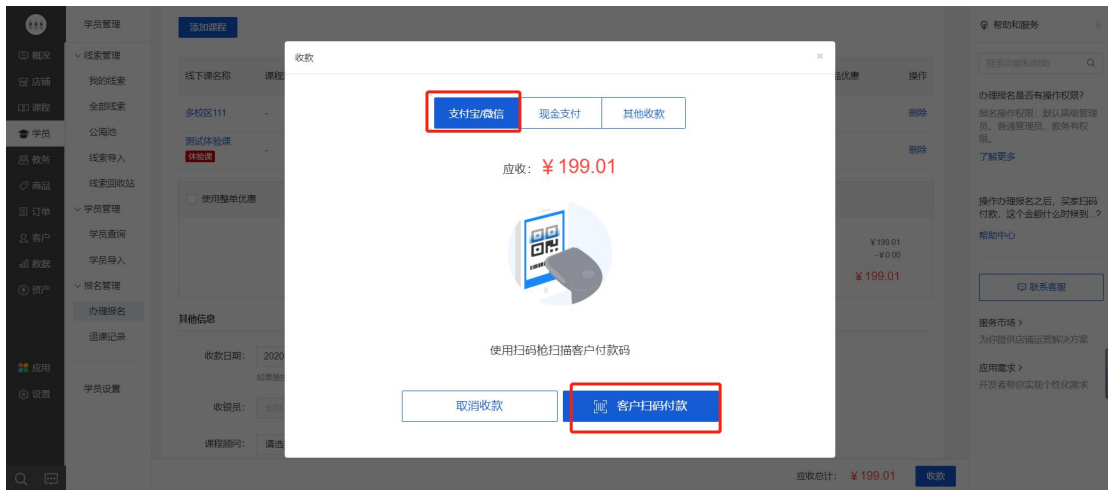 学员管理
概况
店铺
课程
学员
教务
商品
订单
客户
数据
资产
应用
设置
线索管理
我的线索
全部线索
公海池
线索导入
线索回收站
学员管理
学员查询
学员导入
报名管理
办理报名
退课记录
学员设置
添加课程
线下课名称
课程
品优惠
操作
多校区111
-
删除
测试体验课
体验课
-
删除
使用整单优惠
¥199.01
-¥0.00
¥199.01
其他信息
收款日期：
2020
收银员：
课程顾问：
请选
收款
×
支付宝/微信
现金支付
其他收款
应收：¥199.01
使用扫码枪扫描客户付款码
取消收款
客户扫码付款
应收总计：¥199.01
收款
帮助和服务
搜索功能和帮助
办理报名是否有操作权限?
报名操作权限：默认高级管理
员、普通管理员、教务有权
限。
了解更多
操作办理报名之后，买家扫码
付款，这个金额什么时候到...?
帮助中心
联系客服
服务市场 >
为你提供店铺运营解决方案
应用需求 >
开发者帮你实现个性化需求